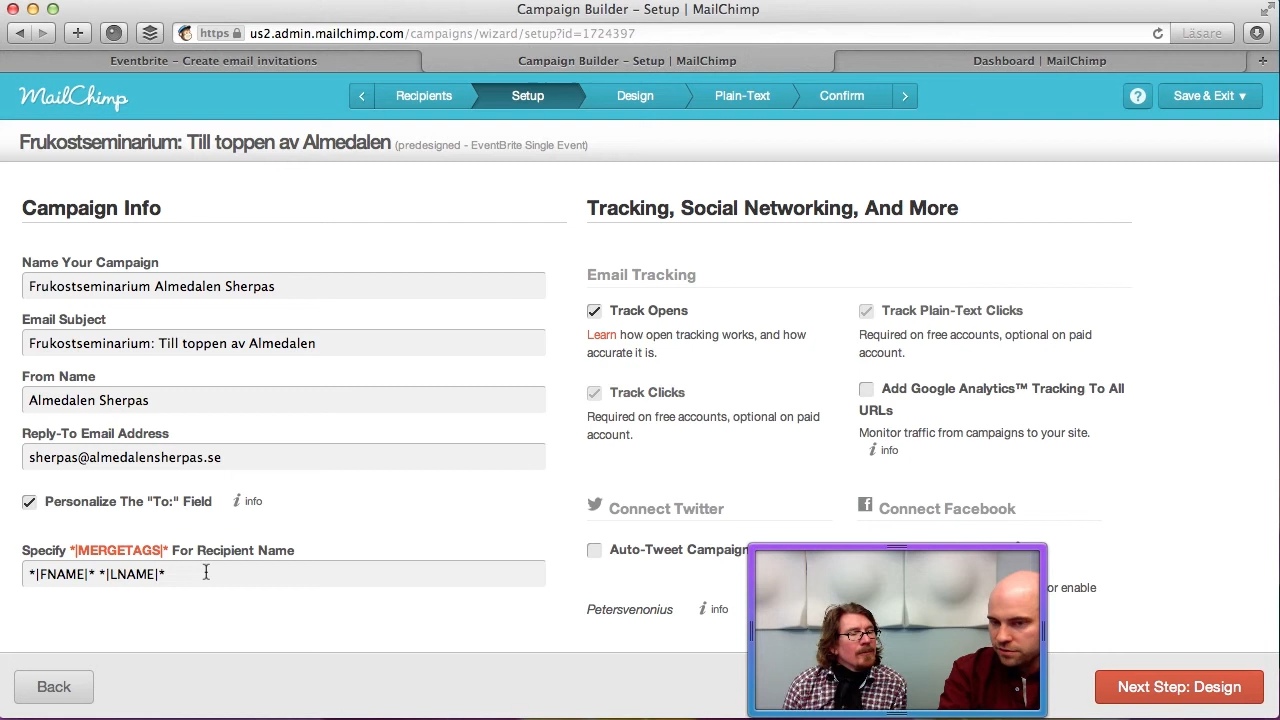 Campaign Builder - Setup | MailChimp
https us2.admin.mailchimp.com/campaigns/wizard/setup?id=1724397
Läsare
Eventbrite - Create email invitations
Campaign Builder - Setup | MailChimp
Dashboard | MailChimp
MailChimp
Recipients
Setup
Design
Plain-Text
Confirm
?
Save & Exit
Frukostseminarium: Till toppen av Almedalen (predesigned - EventBrite Single Event)
Campaign Info
Name Your Campaign
Frukostseminarium Almedalen Sherpas
Email Subject
Frukostseminarium: Till toppen av Almedalen
From Name
Almedalen Sherpas
Reply-To Email Address
sherpas@almedalensherpas.se
Personalize The "To:" Field
i info
Specify *|MERGETAGS|* For Recipient Name
*|FNAME|* *|LNAME|*
Tracking, Social Networking, And More
Email Tracking
Track Opens
Learn how open tracking works, and how
accurate it is.
Track Plain-Text Clicks
Required on free accounts, optional on paid
account.
Track Clicks
Required on free accounts, optional on paid
account.
Add Google Analytics™ Tracking To All
URLs
Monitor traffic from campaigns to your site.
i info
Connect Twitter
Auto-Tweet Campaign
Petersvenonius
i info
Connect Facebook
or enable
Back
Next Step: Design